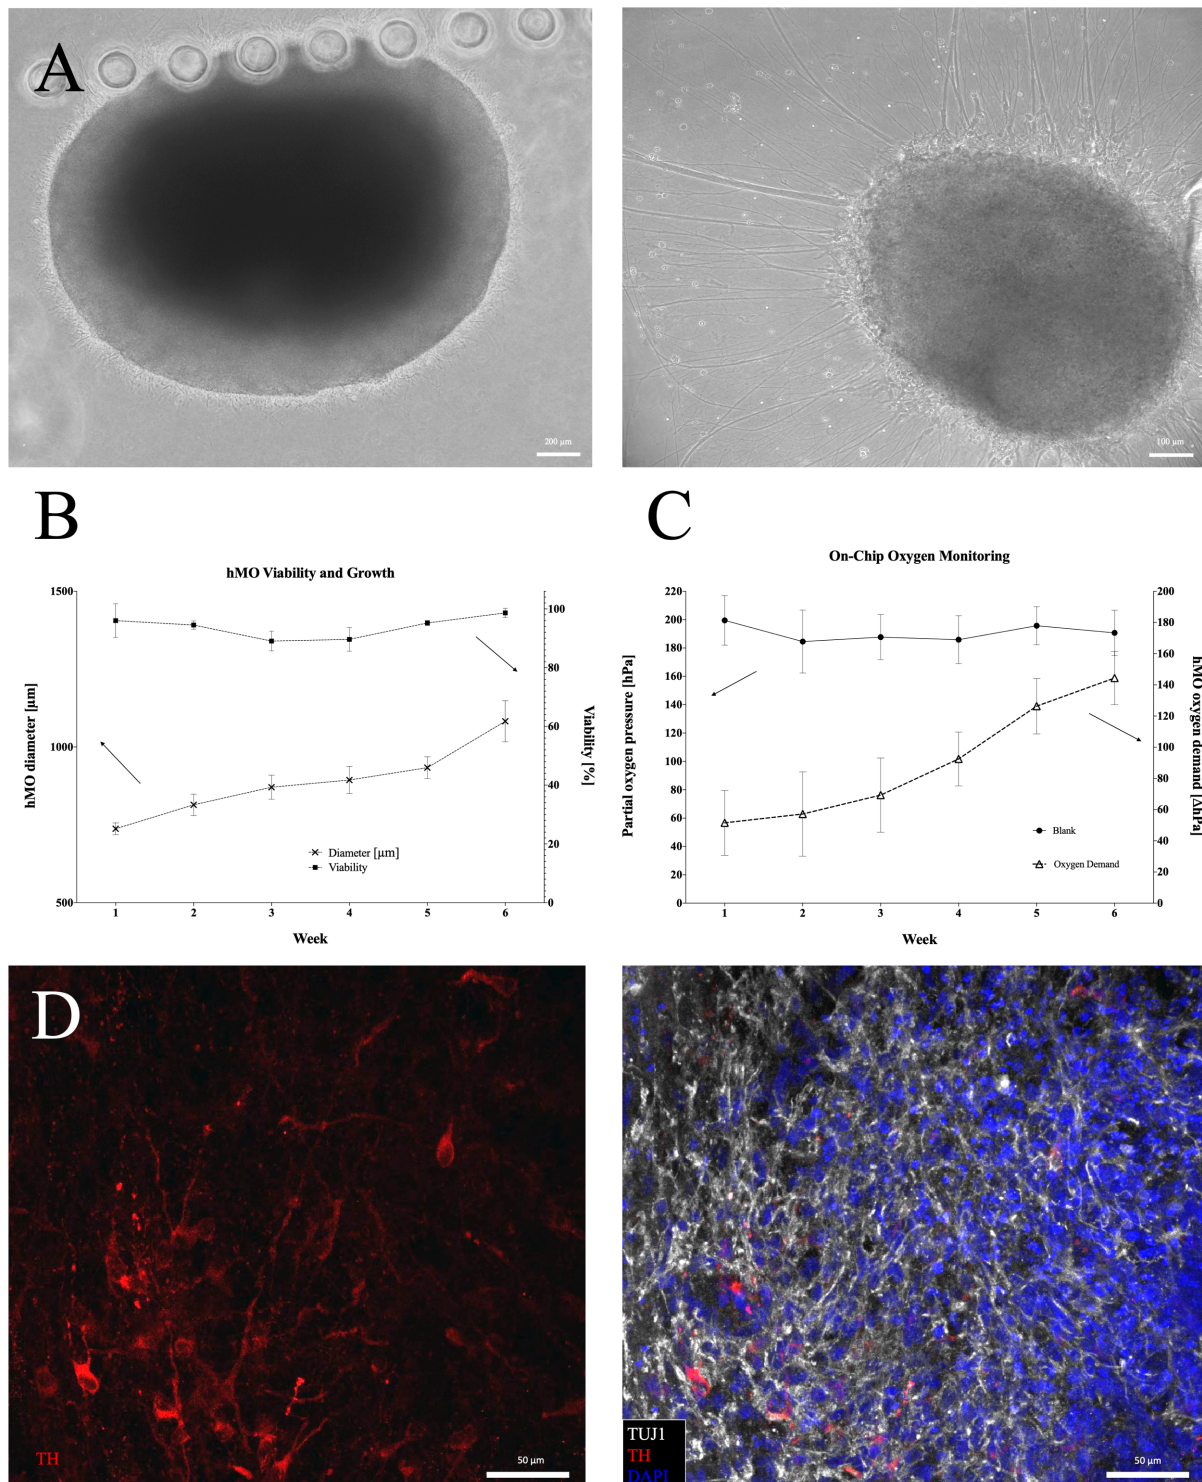 A
200 µm
100 µm
B
hMO Viability and Growth
1500
1000
500
hMO diameter [µm]
100
80
60
40
20
0
Viability [%]
Diameter [µm]
Viability
1 2 3 4 5 6
Week
C
On-Chip Oxygen Monitoring
220
200
180
160
140
120
100
80
60
40
20
0
Partial oxygen pressure [hPa]
200
180
160
140
120
100
80
60
40
20
0
hMO oxygen demand [ΔhPa]
Blank
Oxygen Demand
1 2 3 4 5 6
Week
D
TH
50 µm
TUJ1
TH
DAPI
50 µm